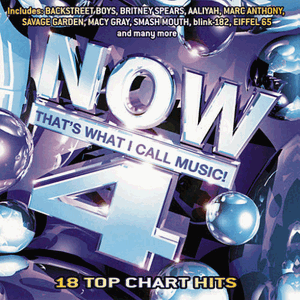 Includes: BACKSTREET BOYS, BRITNEY SPEARS, AALIYAH, MARC ANTHONY,
SAVAGE GARDEN, MACY GRAY, SMASH MOUTH, blink-182, EIFFEL 65
and many more
NOW
THAT'S WHAT I CALL MUSIC!
4
18 TOP CHART HITS